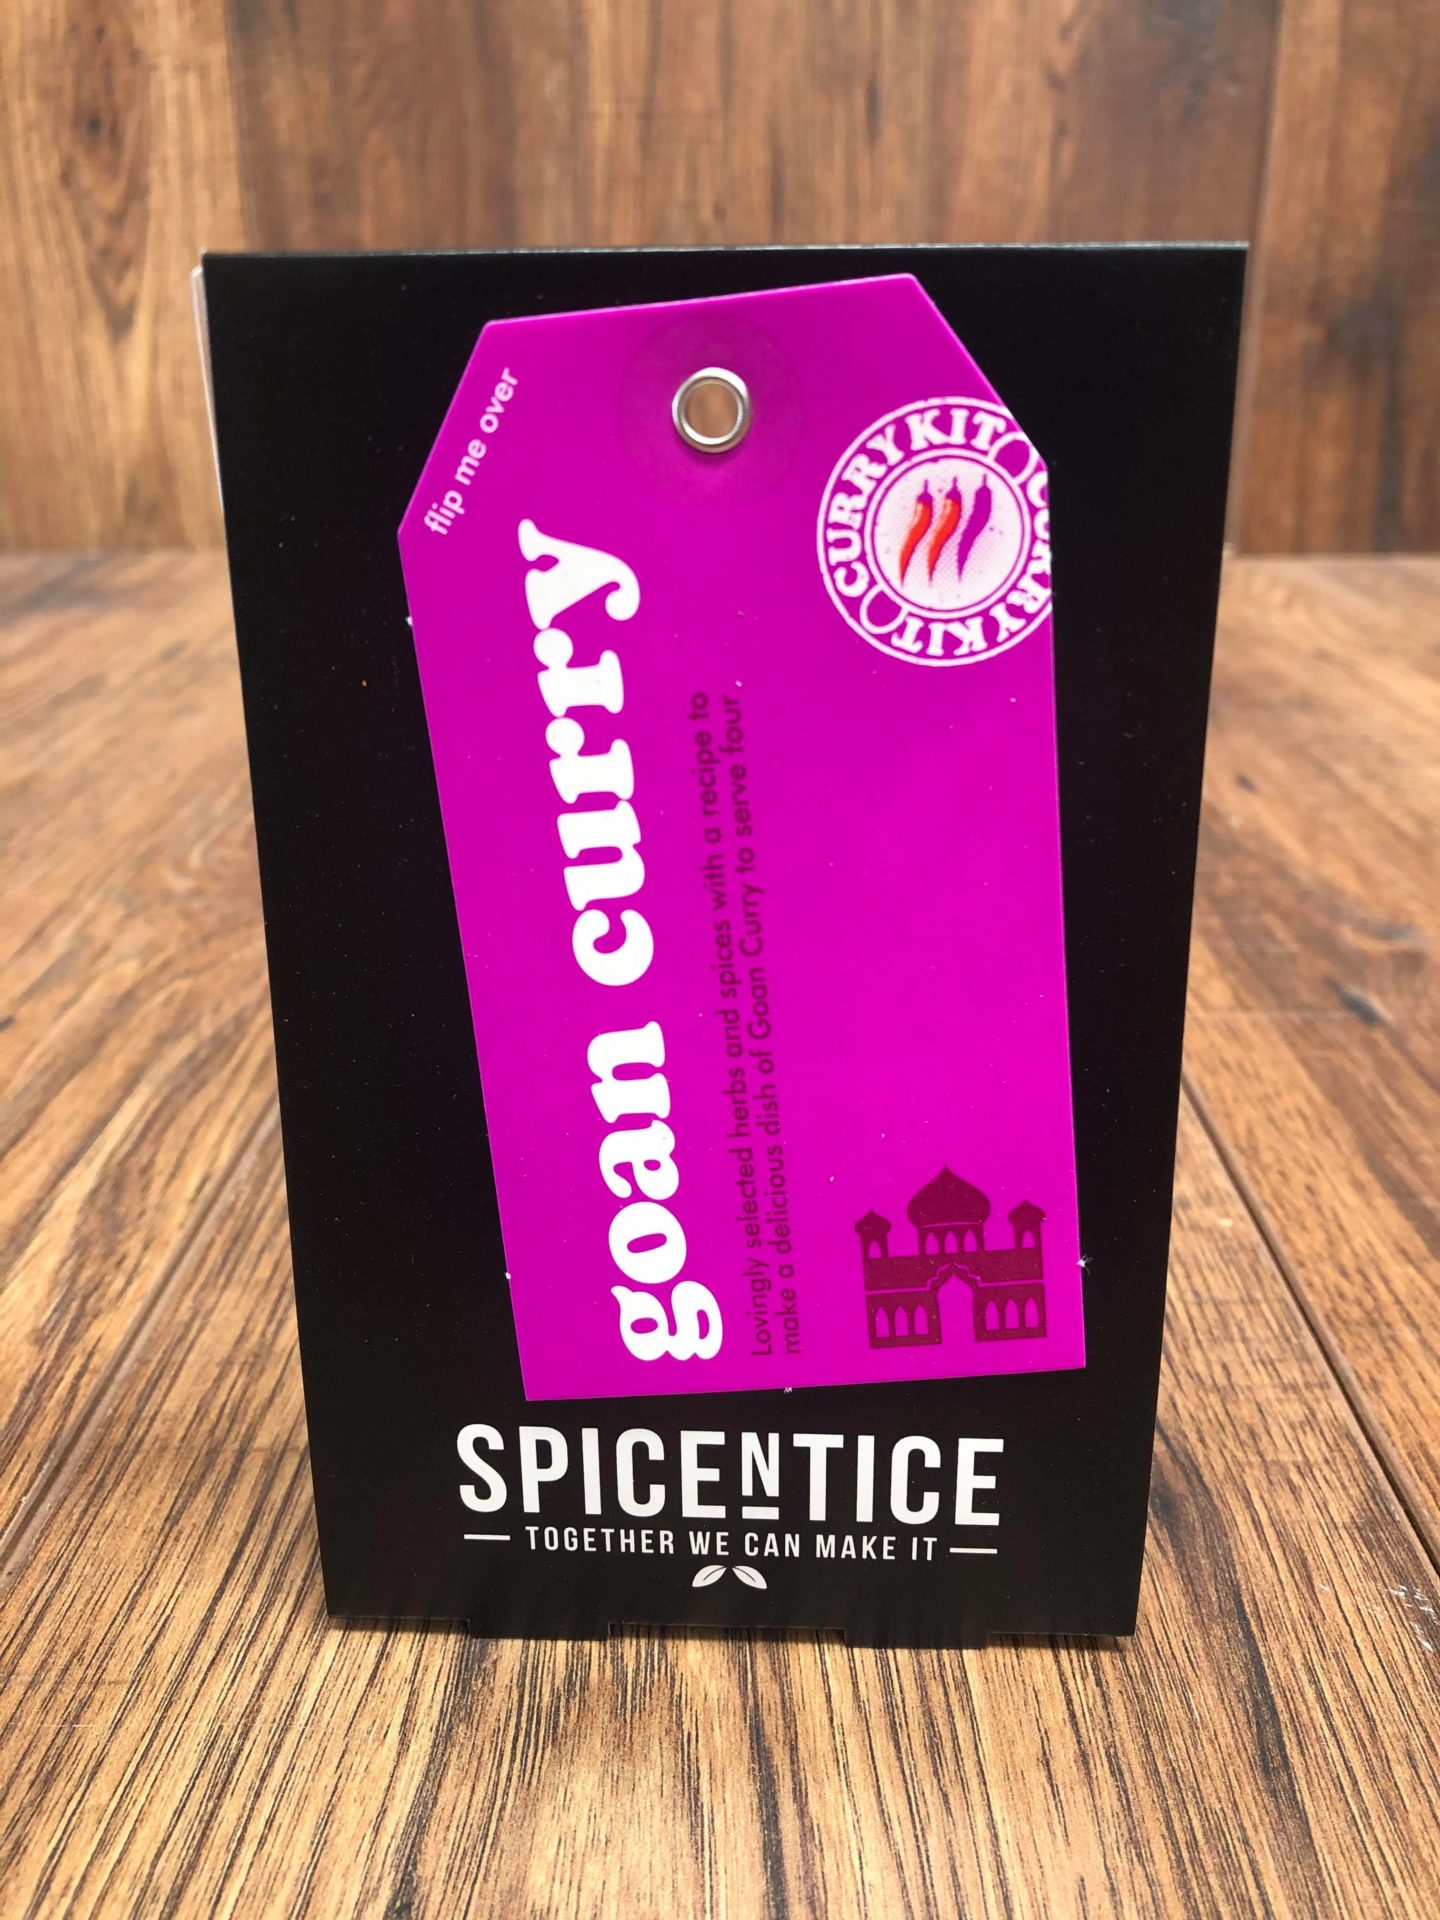 flip me over
goan curry
Lovingly selected herbs and spices with a recipe to
make a delicious dish of Goan Curry to serve four
CURRY KIT CURRY KIT
SPICENTICE
TOGETHER WE CAN MAKE IT